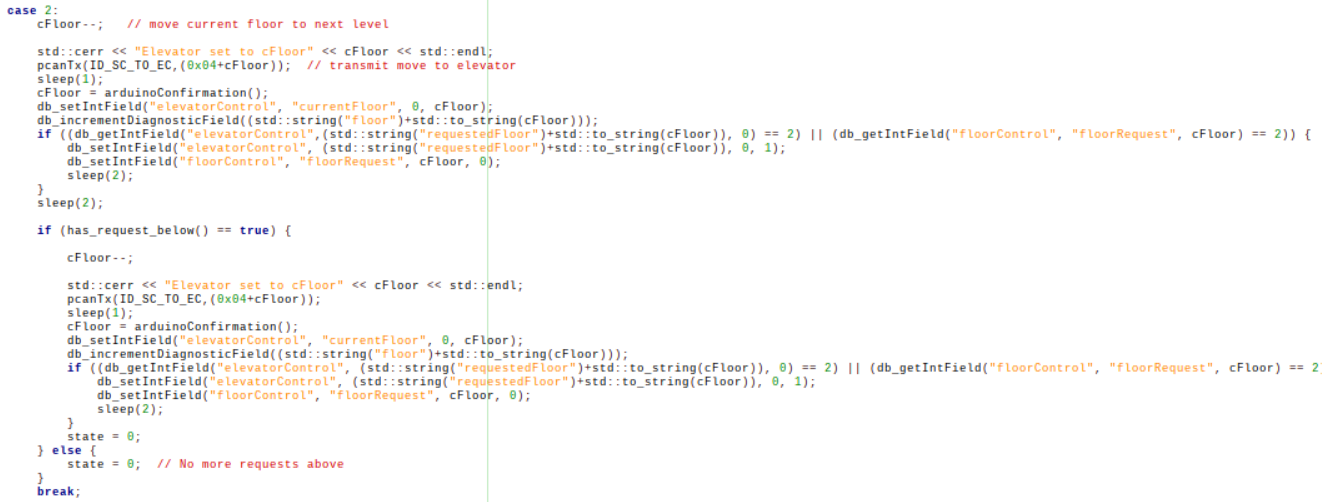 case 2:
    cFloor--;   // move current floor to next level

    std::cerr << "Elevator set to cFloor" << cFloor << std::endl;
    pcanTx(ID_SC_TO_EC,(0x04+cFloor));  // transmit move to elevator
    sleep(1);
    cFloor = arduinoConfirmation();
    db_setIntField("elevatorControl", "currentFloor", 0, cFloor);
    db_incrementDiagnosticField((std::string("floor")+std::to_string(cFloor)));
    if ((db_getIntField("elevatorControl",(std::string("requestedFloor")+std::to_string(cFloor)), 0) == 2) || (db_getIntField("floorControl", "floorRequest", cFloor) == 2)) {
        db_setIntField("elevatorControl", (std::string("requestedFloor")+std::to_string(cFloor)), 0, 1);
        db_setIntField("floorControl", "floorRequest", cFloor, 0);
        sleep(2);
    }
    sleep(2);

    if (has_request_below() == true) {

        cFloor--;

        std::cerr << "Elevator set to cFloor" << cFloor << std::endl;
        pcanTx(ID_SC_TO_EC,(0x04+cFloor));
        sleep(1);
        cFloor = arduinoConfirmation();
        db_setIntField("elevatorControl", "currentFloor", 0, cFloor);
        db_incrementDiagnosticField((std::string("floor")+std::to_string(cFloor)));
        if ((db_getIntField("elevatorControl", (std::string("requestedFloor")+std::to_string(cFloor)), 0) == 2) || (db_getIntField("floorControl", "floorRequest", cFloor) == 2
            db_setIntField("elevatorControl", (std::string("requestedFloor")+std::to_string(cFloor)), 0, 1);
            db_setIntField("floorControl", "floorRequest", cFloor, 0);
            sleep(2);
        }
        state = 0;
    } else {
        state = 0;  // No more requests above
    }
    break;